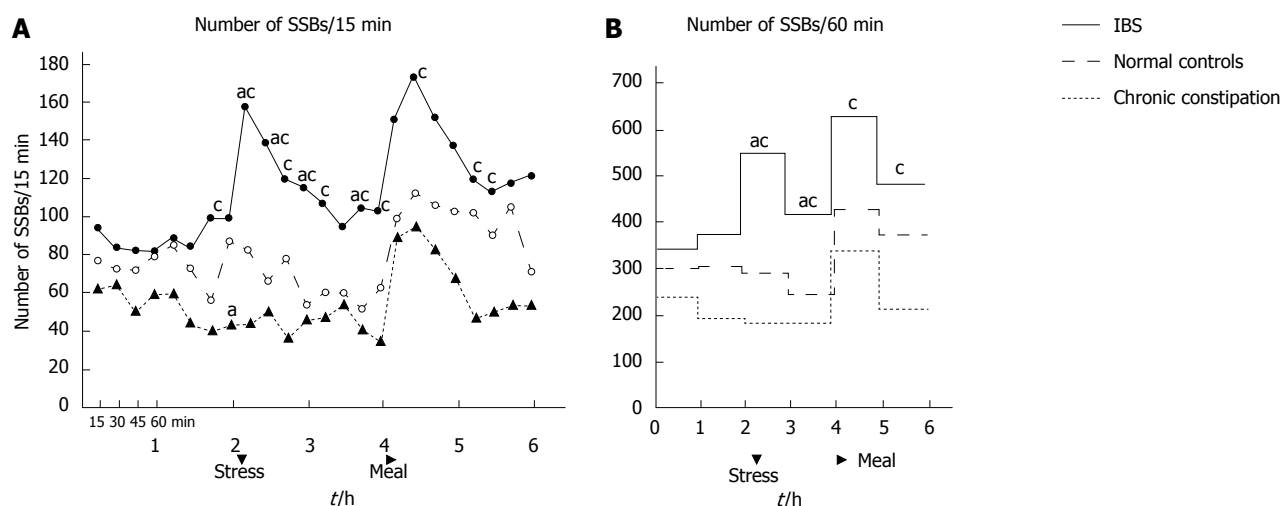 A
Number of SSBs/15 min
Number of SSBs/15 min
180
160
140
120
100
80
60
40
20
0
ac
ac
c
ac
c
c
ac
c
c
c
c
a
15 30 45 60 min
1
2
3
4
5
6
Stress
Meal
t/h
B
Number of SSBs/60 min
700
600
500
400
300
200
100
0
ac
ac
c
c
0
1
2
3
4
5
6
Stress
Meal
t/h
IBS
Normal controls
Chronic constipation